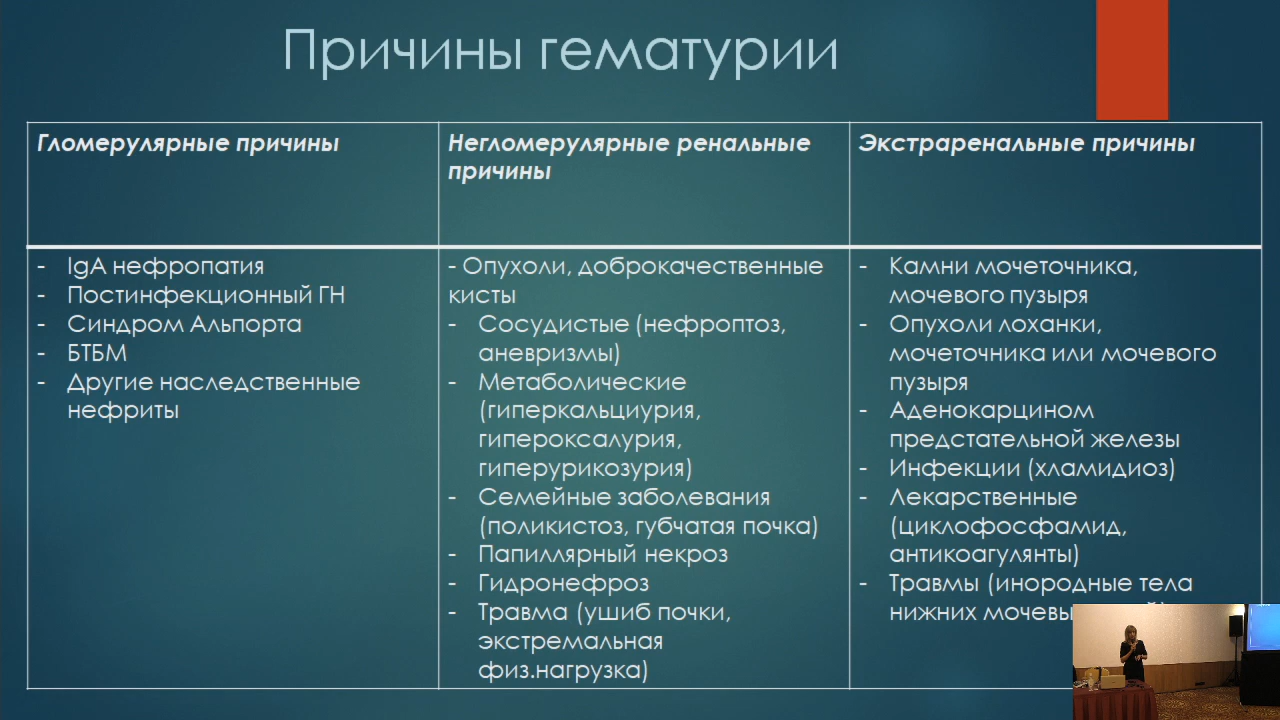 Причины гематурии
Гломерулярные причины
Негломерулярные ренальные
причины
Экстраренальные причины
- IgA нефропатия
- Постинфекционный ГН
- Синдром Альпорта
- БТБМ
- Другие наследственные
нефриты
- Опухоли, доброкачественные
кисты
- Сосудистые (нефроптоз,
аневризмы)
- Метаболические
(гиперкальциурия,
гипероксалурия,
гиперурикозурия)
- Семейные заболевания
(поликистоз, губчатая почка)
- Папиллярный некроз
- Гидронефроз
- Травма (ушиб почки,
экстремальная
физ.нагрузка)
- Камни мочеточника,
мочевого пузыря
- Опухоли лоханки,
мочеточника или мочевого
пузыря
- Аденокарцином
предстательной железы
- Инфекции (хламидиоз)
- Лекарственные
(циклофосфамид,
антикоагулянты)
- Травмы (инородные тела
нижних